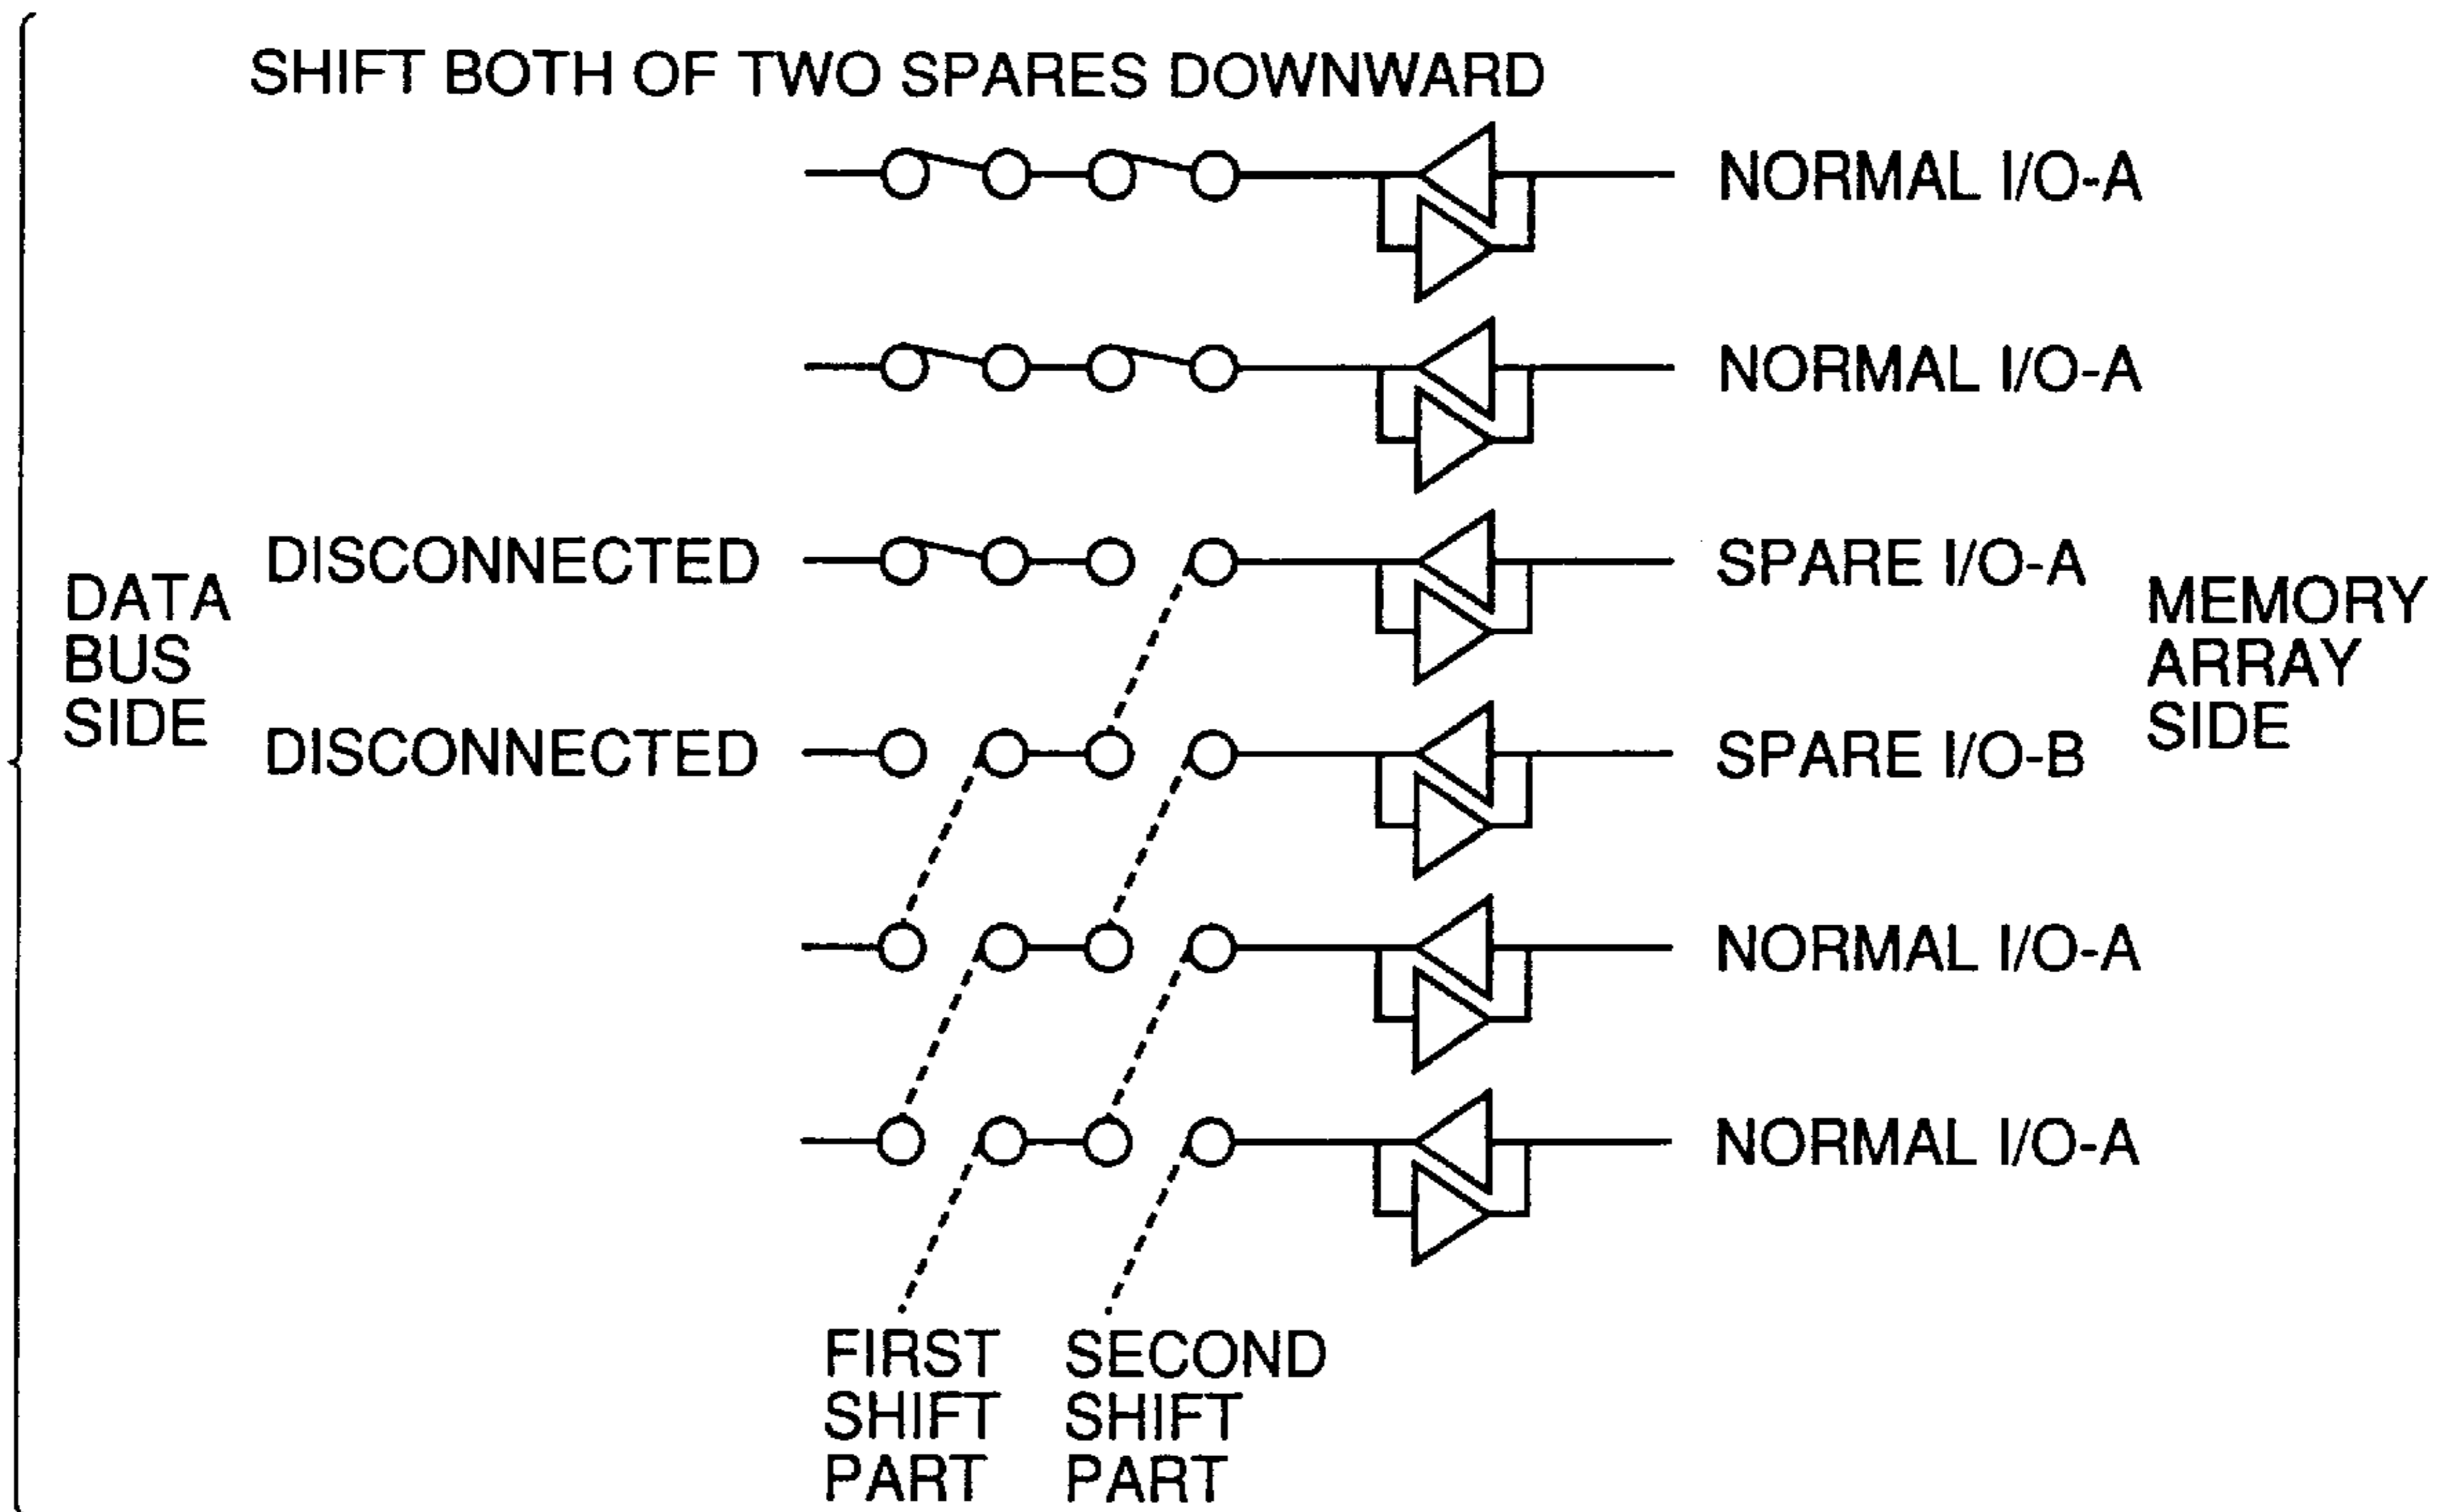 SHIFT BOTH OF TWO SPARES DOWNWARD
NORMAL I/O-A
NORMAL I/O-A
DISCONNECTED
SPARE I/O-A
DATA
BUS
SIDE
MEMORY
ARRAY
SIDE
DISCONNECTED
SPARE I/O-B
NORMAL I/O-A
NORMAL I/O-A
FIRST
SHIFT
PART
SECOND
SHIFT
PART